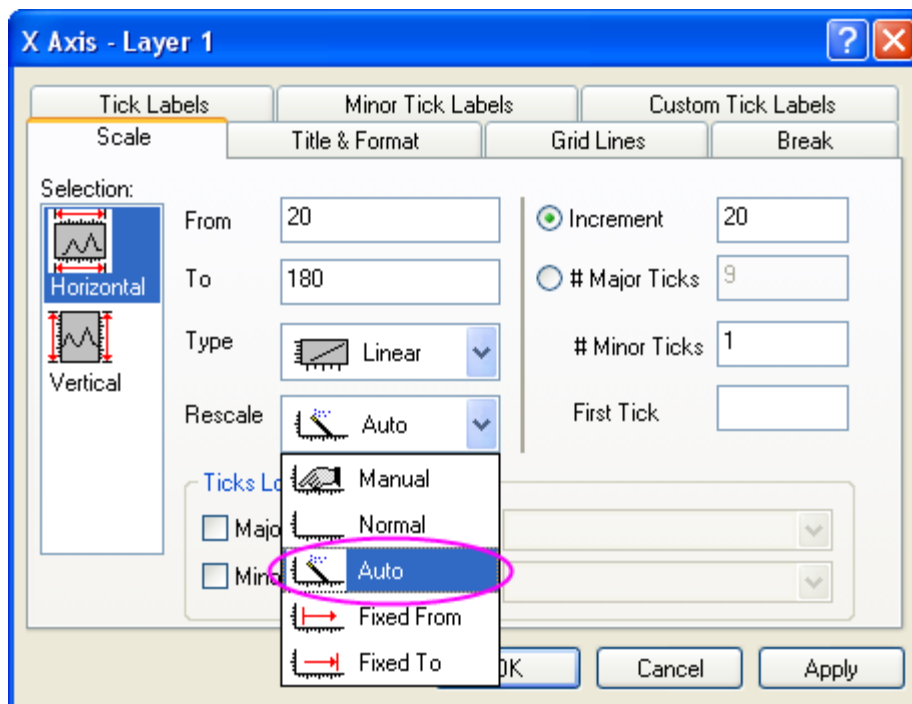 X Axis - Layer 1
Tick Labels
Minor Tick Labels
Custom Tick Labels
Scale
Title & Format
Grid Lines
Break
Selection:
Horizontal
Vertical
From 20
To 180
Type Linear
Rescale Auto
Manual
Normal
Auto
Fixed From
Fixed To
Increment 20
# Major Ticks 9
# Minor Ticks 1
First Tick
Ticks
Cancel
Apply